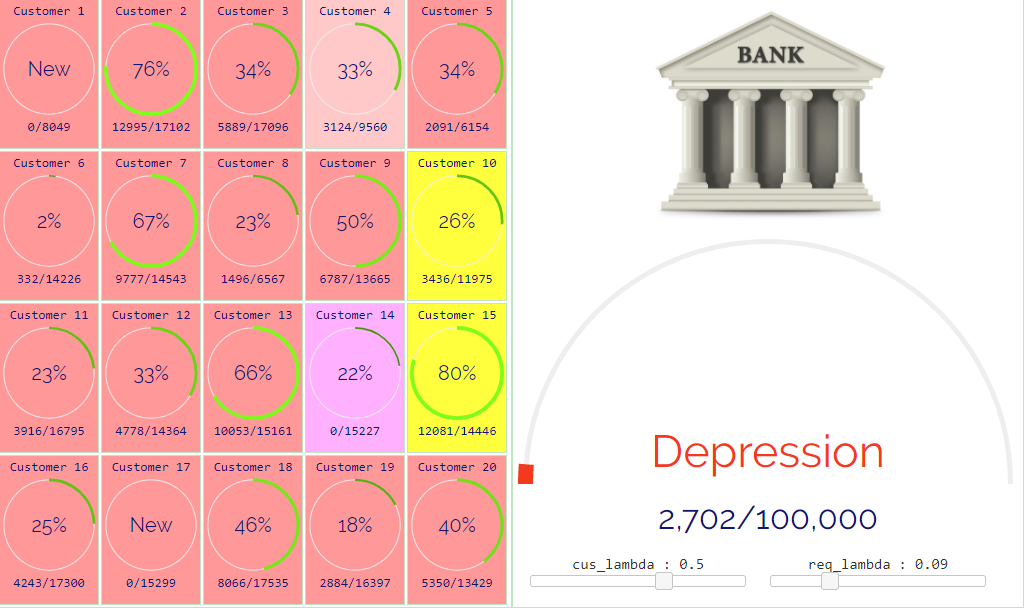 Customer 1
New
0/8049
Customer 2
76%
12995/17102
Customer 3
34%
5889/17096
Customer 4
33%
3124/9560
Customer 5
34%
2091/6154
Customer 6
2%
332/14226
Customer 7
67%
9777/14543
Customer 8
23%
1496/6567
Customer 9
50%
6787/13665
Customer 10
26%
3436/11975
Customer 11
23%
3916/16795
Customer 12
33%
4778/14364
Customer 13
66%
10053/15161
Customer 14
22%
0/15227
Customer 15
80%
12081/14446
Customer 16
25%
4243/17300
Customer 17
New
0/15299
Customer 18
46%
8066/17535
Customer 19
18%
2884/16397
Customer 20
40%
5350/13429
BANK
Depression
2,702/100,000
cus_lambda : 0.5
req_lambda : 0.09